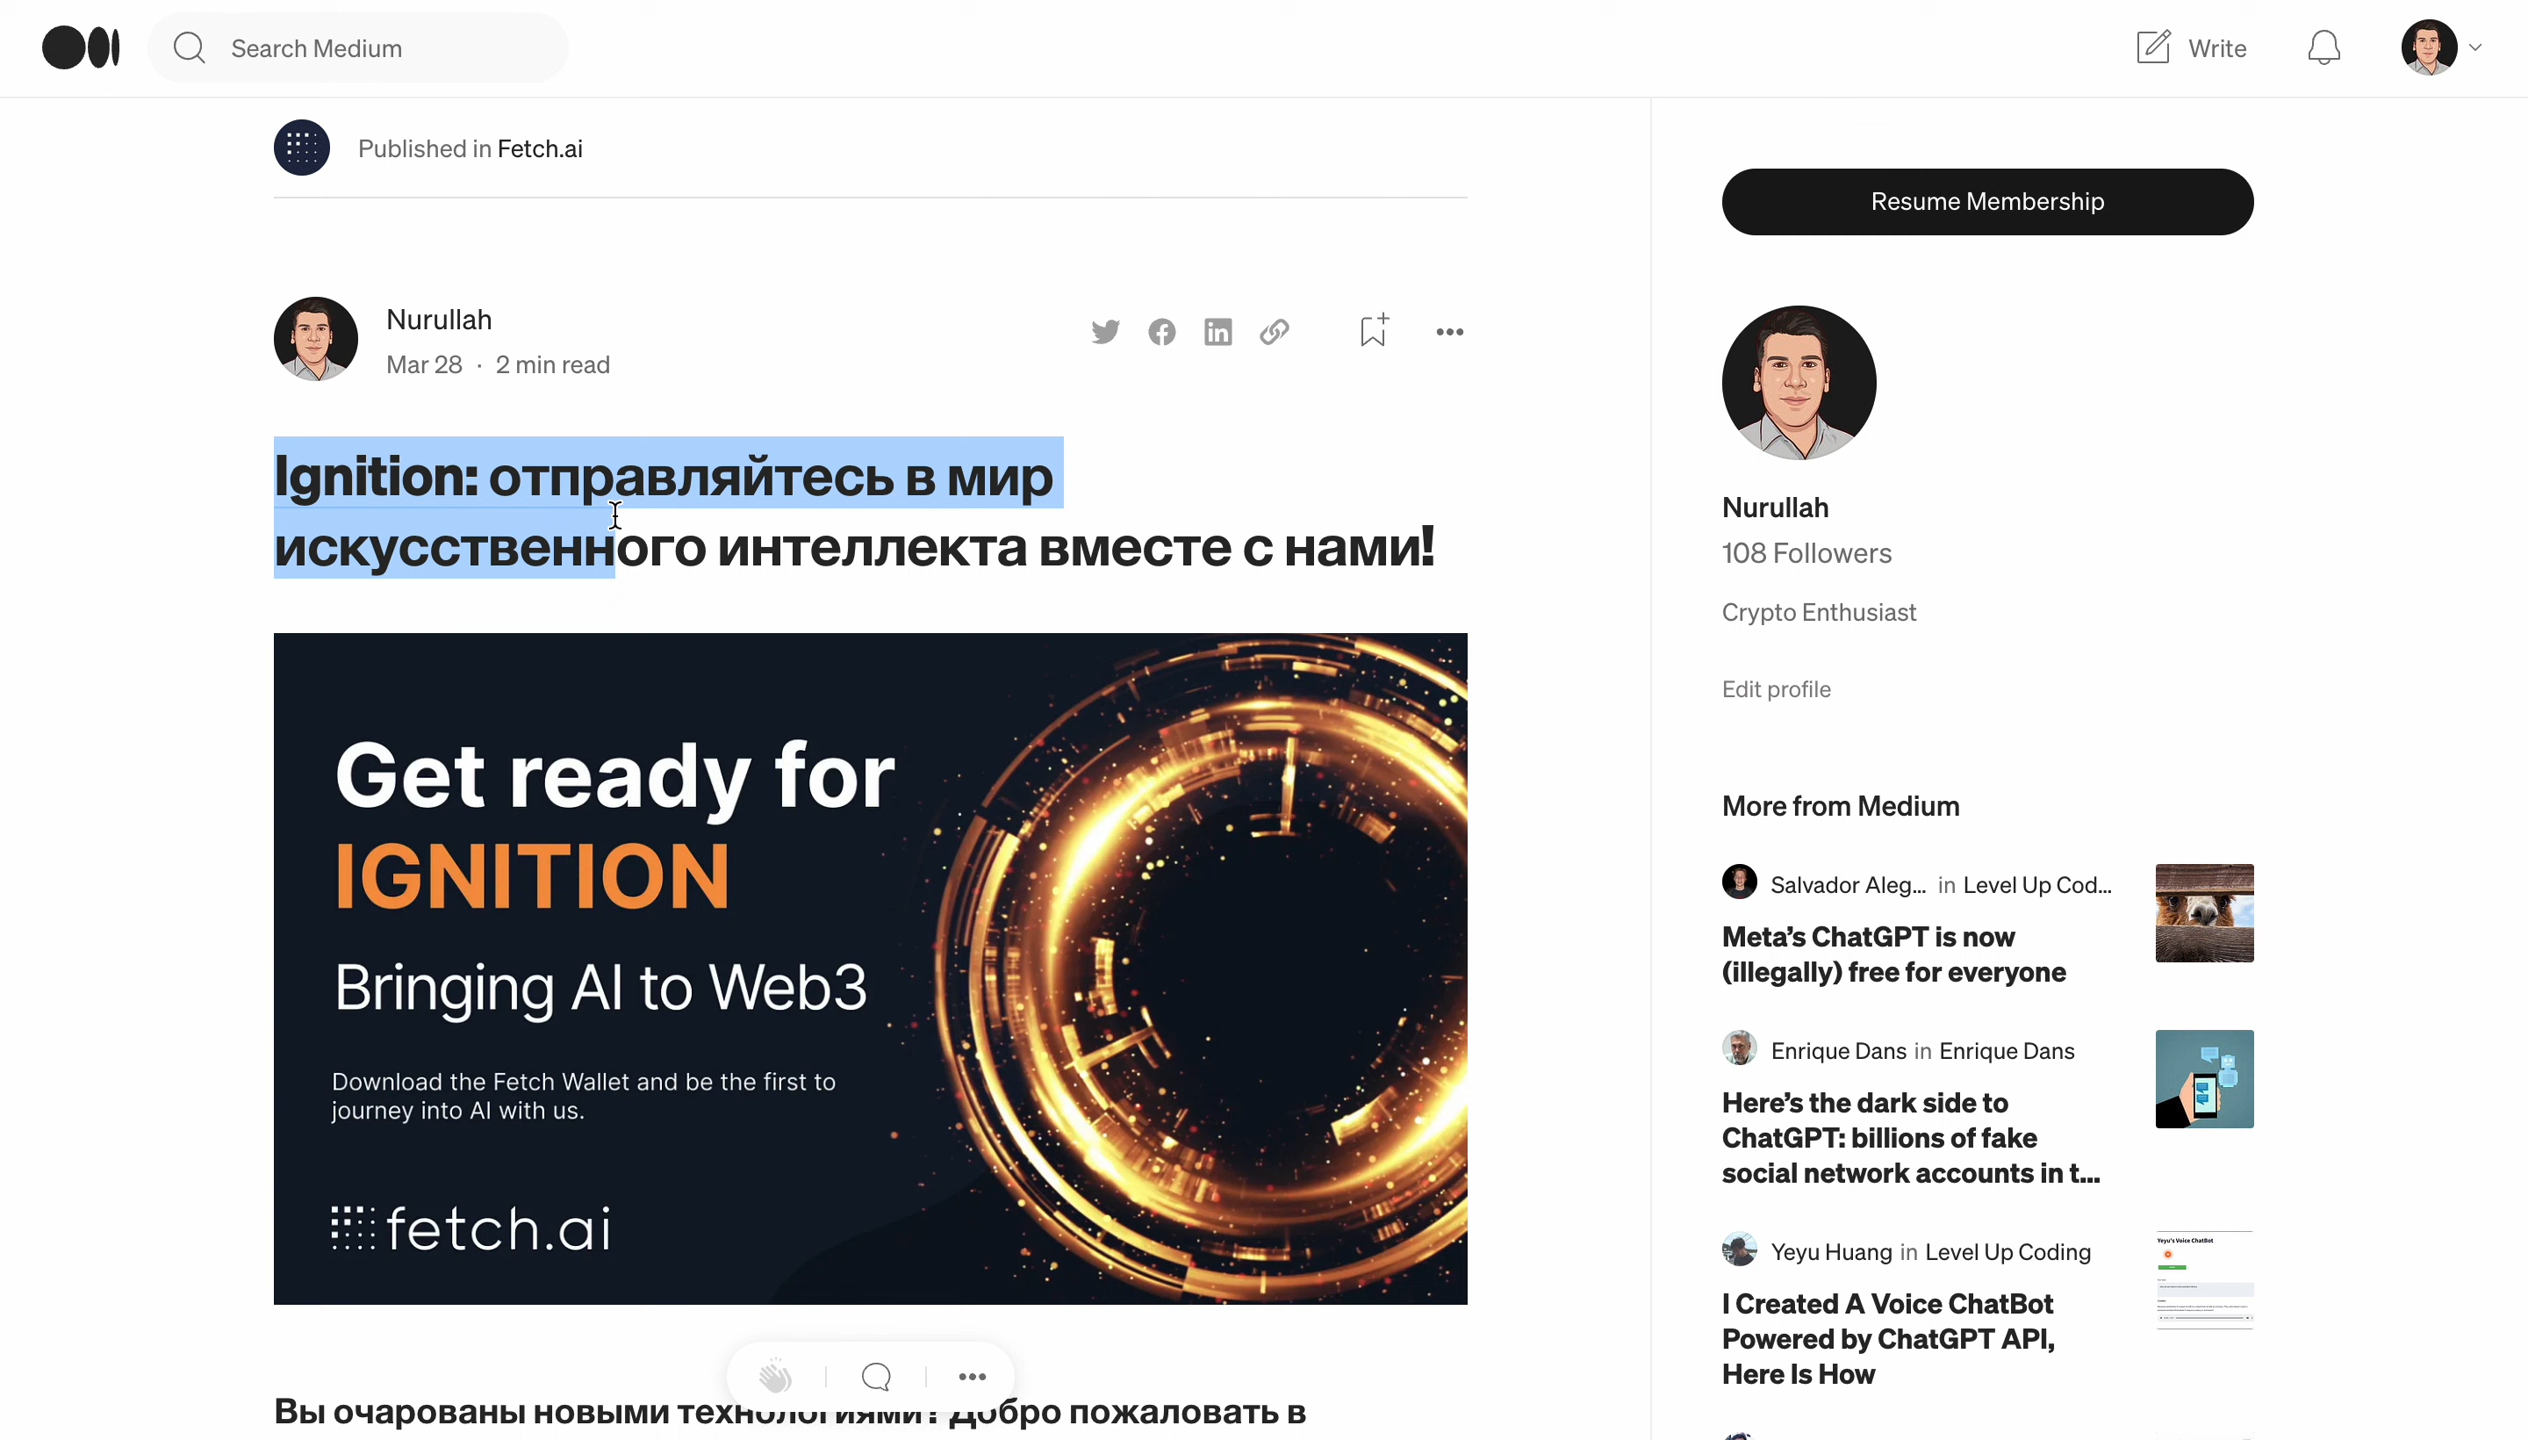 Search Medium
Write
Published in Fetch.ai
Resume Membership
Nurullah
Mar 28 · 2 min read
Ignition: отправляйтесь в мир
искусственного интеллекта вместе с нами!
Get ready for
IGNITION
Bringing AI to Web3
Download the Fetch Wallet and be the first to
journey into AI with us.
fetch.ai
Вы очарованы новыми технологиями? Добро пожаловать в
Nurullah
108 Followers
Crypto Enthusiast
Edit profile
More from Medium
Salvador Aleg... in Level Up Cod...
Meta's ChatGPT is now
(illegally) free for everyone
Enrique Dans in Enrique Dans
Here's the dark side to
ChatGPT: billions of fake
social network accounts in t...
Yeyu Huang in Level Up Coding
I Created A Voice ChatBot
Powered by ChatGPT API,
Here Is How
Yeyu's Voice ChatBot